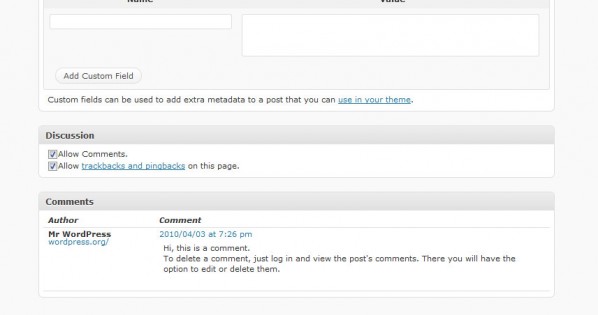 Name Value
Add Custom Field
Custom fields can be used to add extra metadata to a post that you can use in your theme.
Discussion
Allow Comments.
Allow trackbacks and pingbacks on this page.
Comments
Author Comment
Mr WordPress 2010/04/03 at 7:26 pm
wordpress.org/
Hi, this is a comment.
To delete a comment, just log in and view the post's comments. There you will have the
option to edit or delete them.